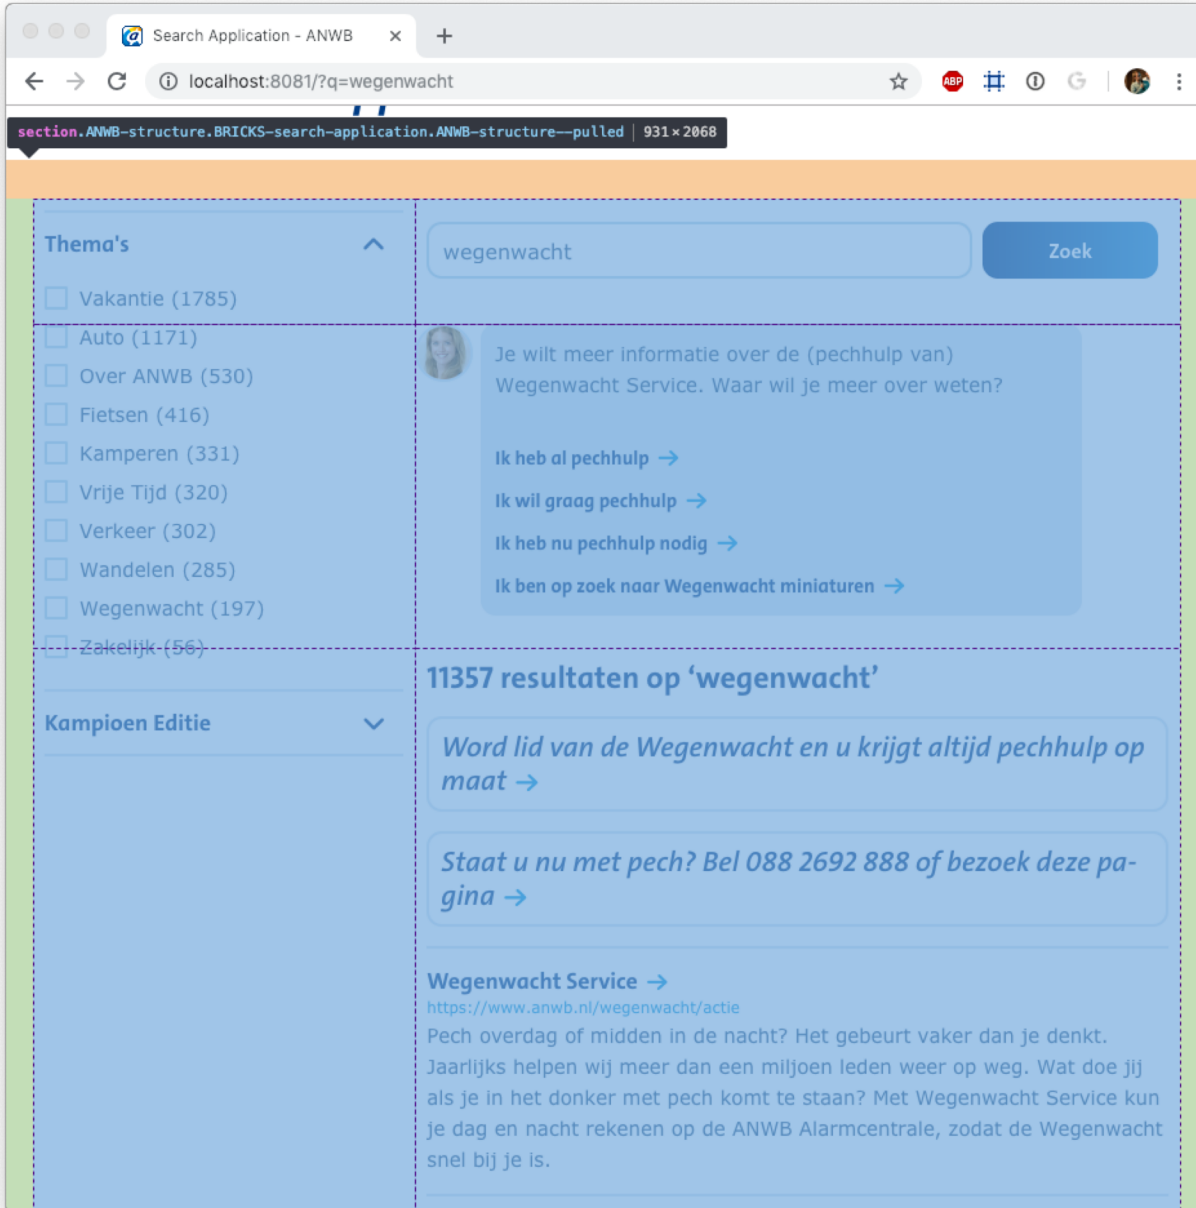 Search Application - ANWB
localhost:8081/?q=wegenwacht
ABP
section.ANWB-structure.BRICKS-search-application.ANWB-structure--pulled 931×2068
Thema's
Vakantie (1785)
Auto (1171)
Over ANWB (530)
Fietsen (416)
Kamperen (331)
Vrije Tijd (320)
Verkeer (302)
Wandelen (285)
Wegenwacht (197)
Zakelijk (56)
Kampioen Editie
wegenwacht
Zoek
Je wilt meer informatie over de (pechhulp van)
Wegenwacht Service. Waar wil je meer over weten?
Ik heb al pechhulp →
Ik wil graag pechhulp →
Ik heb nu pechhulp nodig →
Ik ben op zoek naar Wegenwacht miniaturen →
11357 resultaten op ‘wegenwacht’
Word lid van de Wegenwacht en u krijgt altijd pechhulp op
maat →
Staat u nu met pech? Bel 088 2692 888 of bezoek deze pa-
gina →
Wegenwacht Service →
https://www.anwb.nl/wegenwacht/actie
Pech overdag of midden in de nacht? Het gebeurt vaker dan je denkt.
Jaarlijks helpen wij meer dan een miljoen leden weer op weg. Wat doe jij
als je in het donker met pech komt te staan? Met Wegenwacht Service kun
je dag en nacht rekenen op de ANWB Alarmcentrale, zodat de Wegenwacht
snel bij je is.